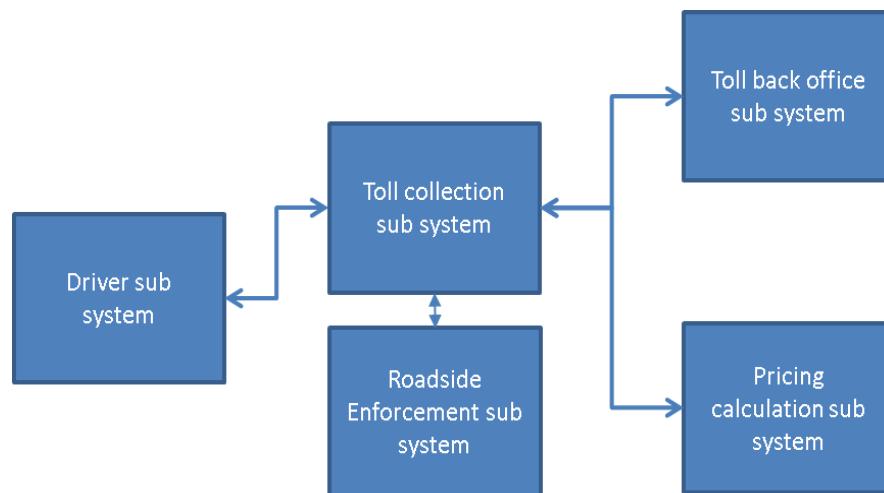 Toll back office
sub system
Toll collection
sub system
Driver sub
system
Roadside
Enforcement sub
system
Pricing
calculation sub
system